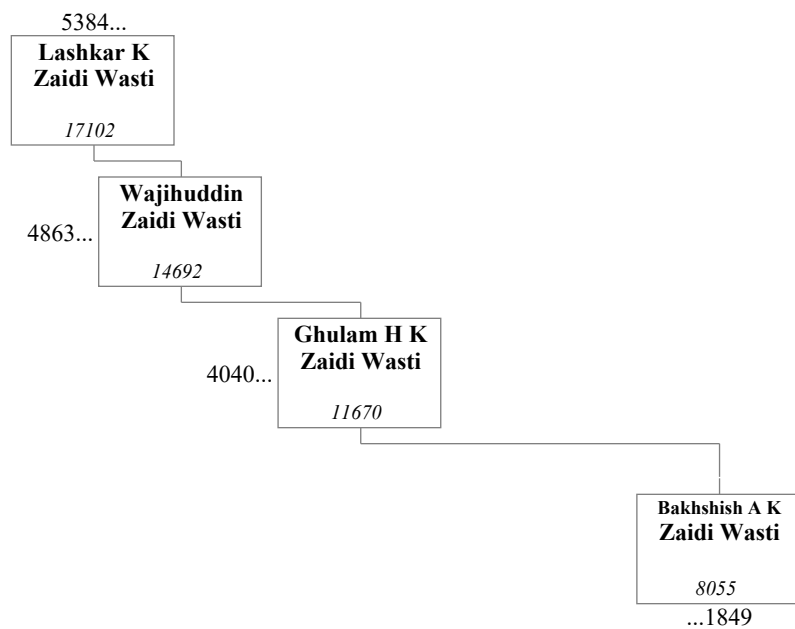 5384...
Lashkar K
Zaidi Wasti
17102
Wajihuddin
Zaidi Wasti
4863...
14692
Ghulam H K
Zaidi Wasti
4040...
11670
Bakhshish A K
Zaidi Wasti
8055
...1849